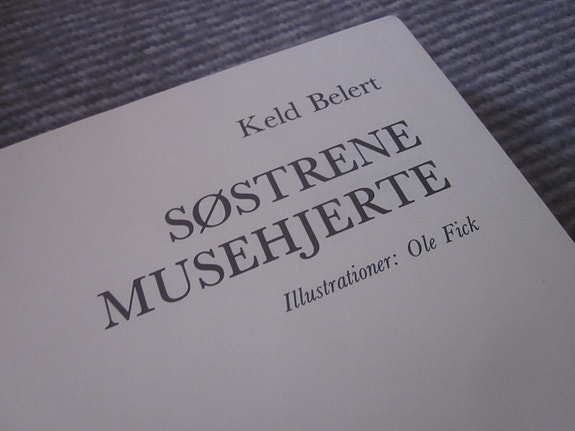 Keld Belert
SØSTRENE
MUSEHJERTE
Illustrationer: Ole Fick